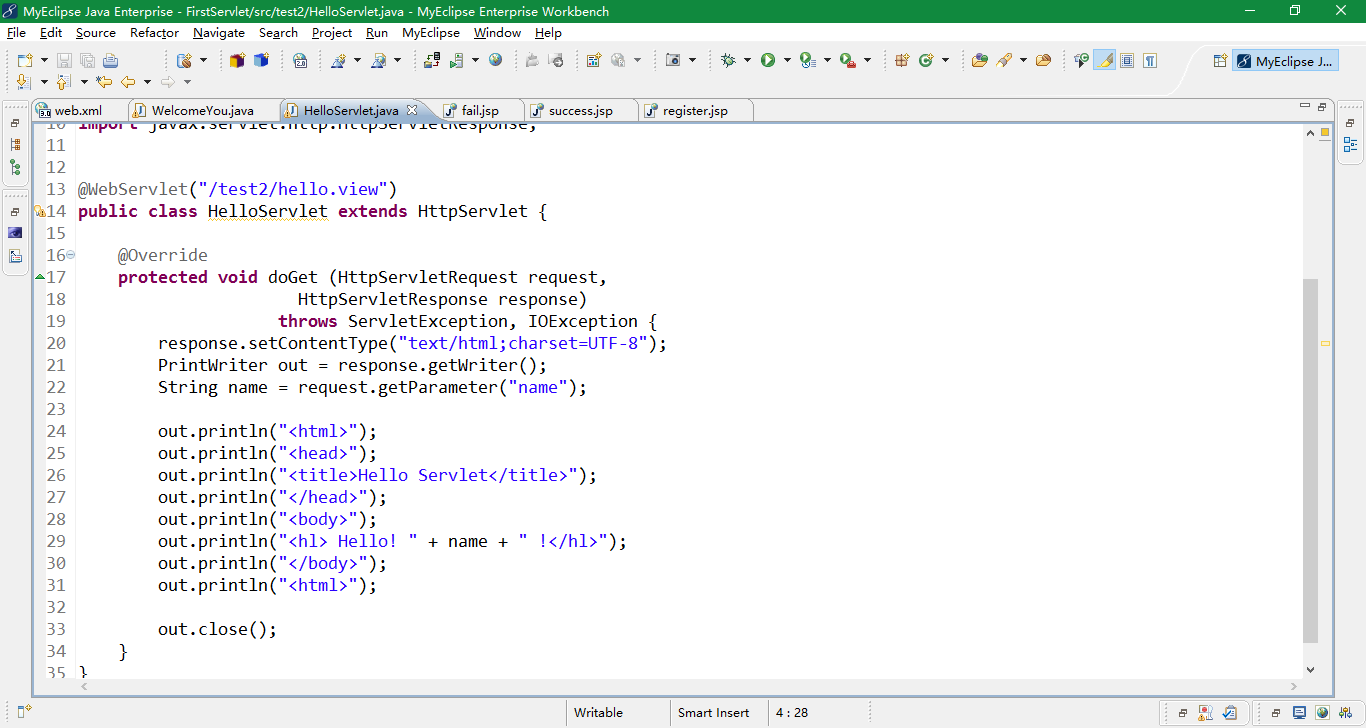 MyEclipse Java Enterprise - FirstServlet/src/test2/HelloServlet.java - MyEclipse Enterprise Workbench
File Edit Source Refactor Navigate Search Project Run MyEclipse Window Help
MyEclipse J...
web.xml WelcomeYou.java HelloServlet.java fail.jsp success.jsp register.jsp
10 import javax.servlet.http.HttpServletResponse;
11
12
13 @WebServlet("/test2/hello.view")
14 public class HelloServlet extends HttpServlet {
15
16 @Override
17 protected void doGet (HttpServletRequest request,
18 HttpServletResponse response)
19 throws ServletException, IOException {
20 response.setContentType("text/html;charset=UTF-8");
21 PrintWriter out = response.getWriter();
22 String name = request.getParameter("name");
23
24 out.println("<html>");
25 out.println("<head>");
26 out.println("<title>Hello Servlet</title>");
27 out.println("</head>");
28 out.println("<body>");
29 out.println("<hl> Hello! " + name + " !</hl>");
30 out.println("</body>");
31 out.println("<html>");
32
33 out.close();
34 }
35 }
Writable Smart Insert 4 : 28